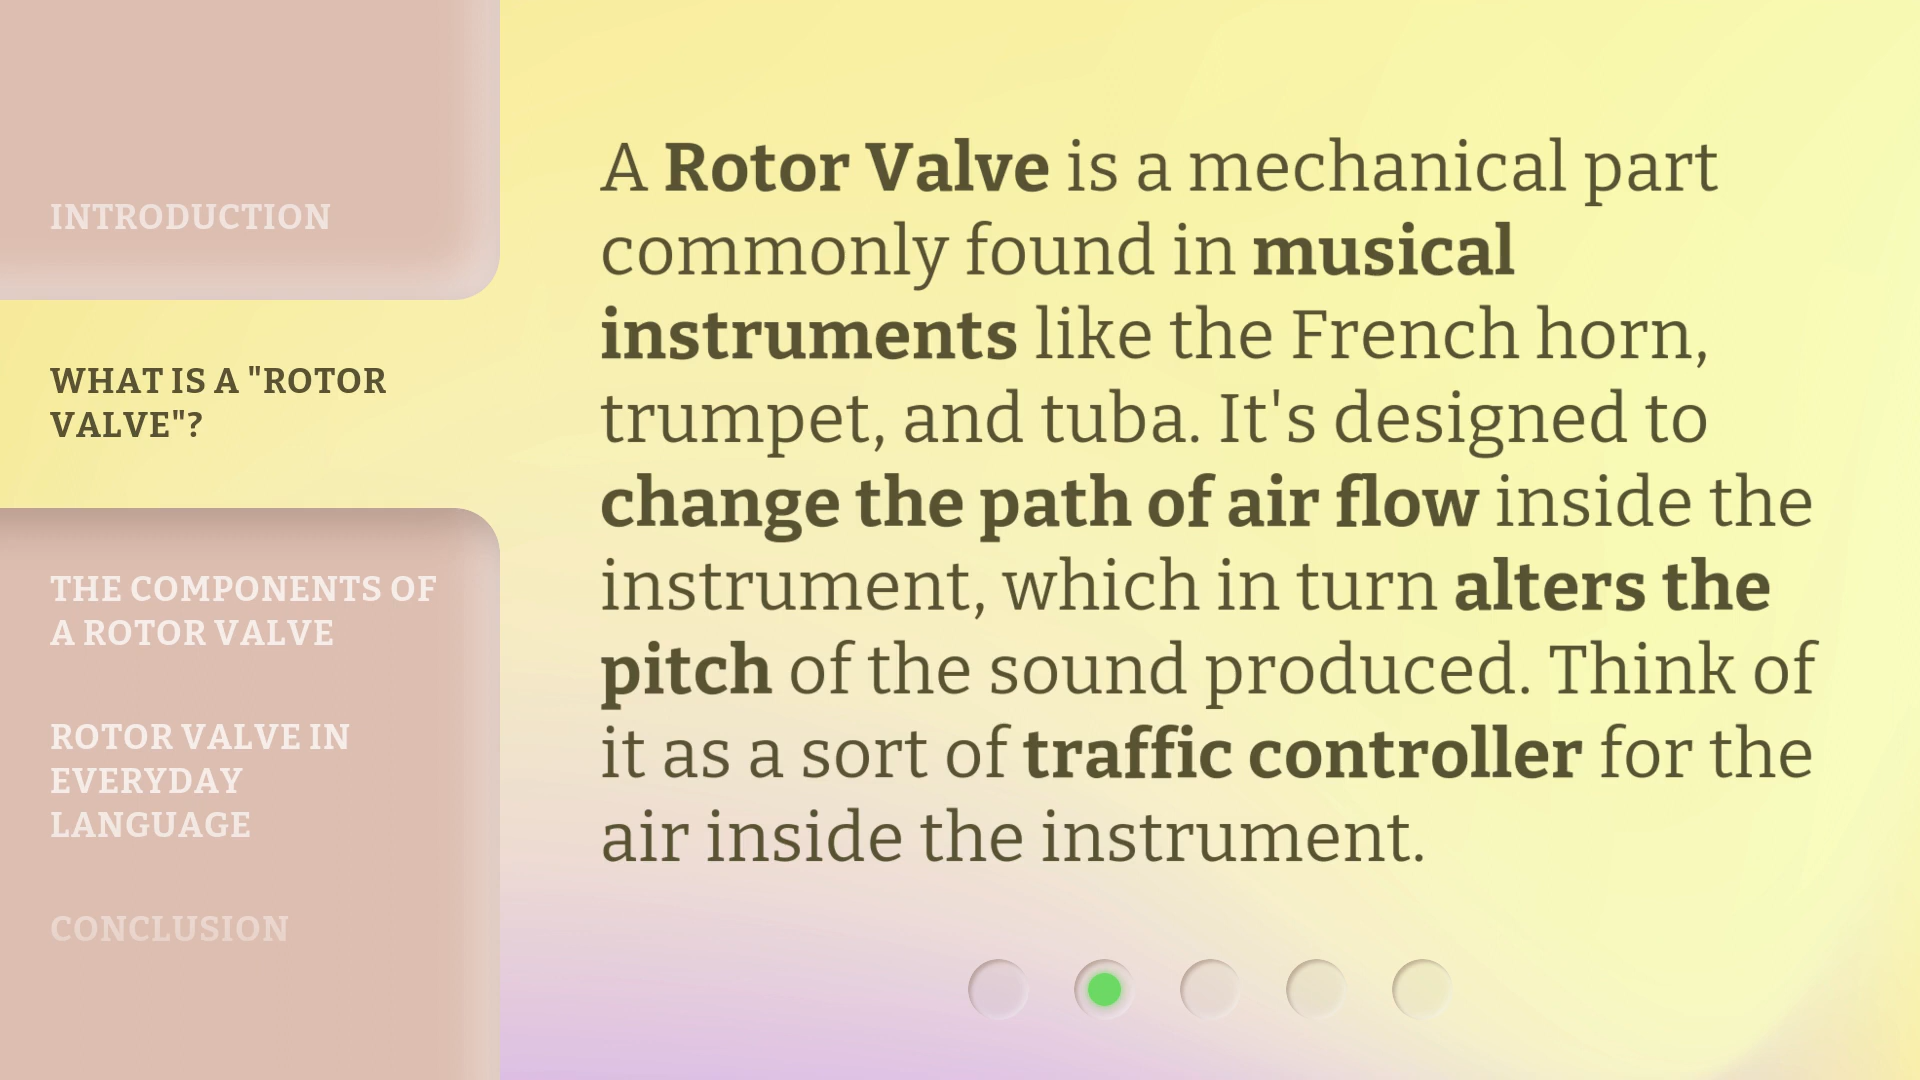 INTRODUCTION
WHAT IS A "ROTOR
VALVE"?
THE COMPONENTS OF
A ROTOR VALVE
ROTOR VALVE IN
EVERYDAY
LANGUAGE
CONCLUSION
A Rotor Valve is a mechanical part
commonly found in musical
instruments like the French horn,
trumpet, and tuba. It's designed to
change the path of air flow inside the
instrument, which in turn alters the
pitch of the sound produced. Think of
it as a sort of traffic controller for the
air inside the instrument.